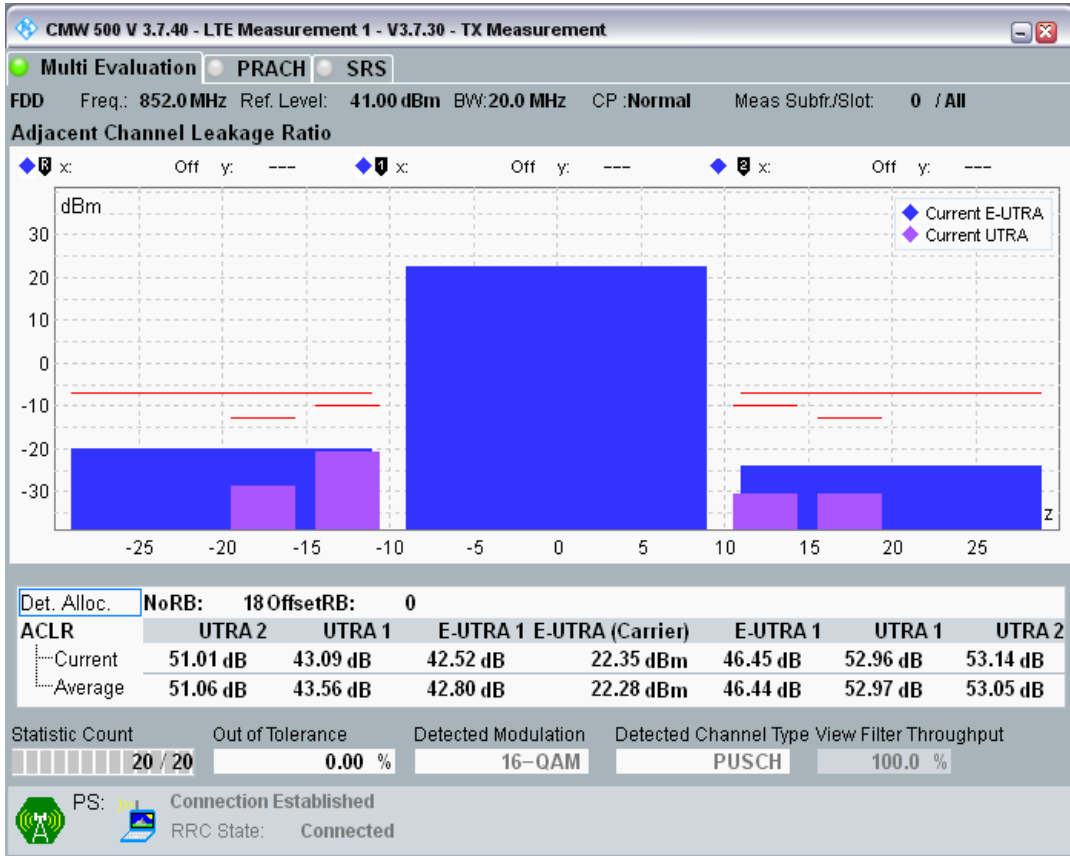 CMW 500 V 3.7.40 - LTE Measurement 1 - V3.7.30 - TX Measurement
Multi Evaluation PRACH SRS
FDD Freq.: 852.0 MHz Ref. Level: 41.00 dBm BW: 20.0 MHz CP : Normal Meas Subfr./Slot: 0 / All
Adjacent Channel Leakage Ratio
R x: Off y: --- 1 x: Off y: --- 2 x: Off y: ---
dBm
Current E-UTRA
Current UTRA
30
20
10
0
-10
-20
-30
z
-25 -20 -15 -10 -5 0 5 10 15 20 25
Det. Alloc. NoRB: 18 OffsetRB: 0
ACLR UTRA 2 UTRA 1 E-UTRA 1 E-UTRA (Carrier) E-UTRA 1 UTRA 1 UTRA 2
Current 51.01 dB 43.09 dB 42.52 dB 22.35 dBm 46.45 dB 52.96 dB 53.14 dB
Average 51.06 dB 43.56 dB 42.80 dB 22.28 dBm 46.44 dB 52.97 dB 53.05 dB
Statistic Count Out of Tolerance Detected Modulation Detected Channel Type View Filter Throughput
20 / 20 0.00 % 16-QAM PUSCH 100.0 %
PS: Connection Established
RRC State: Connected